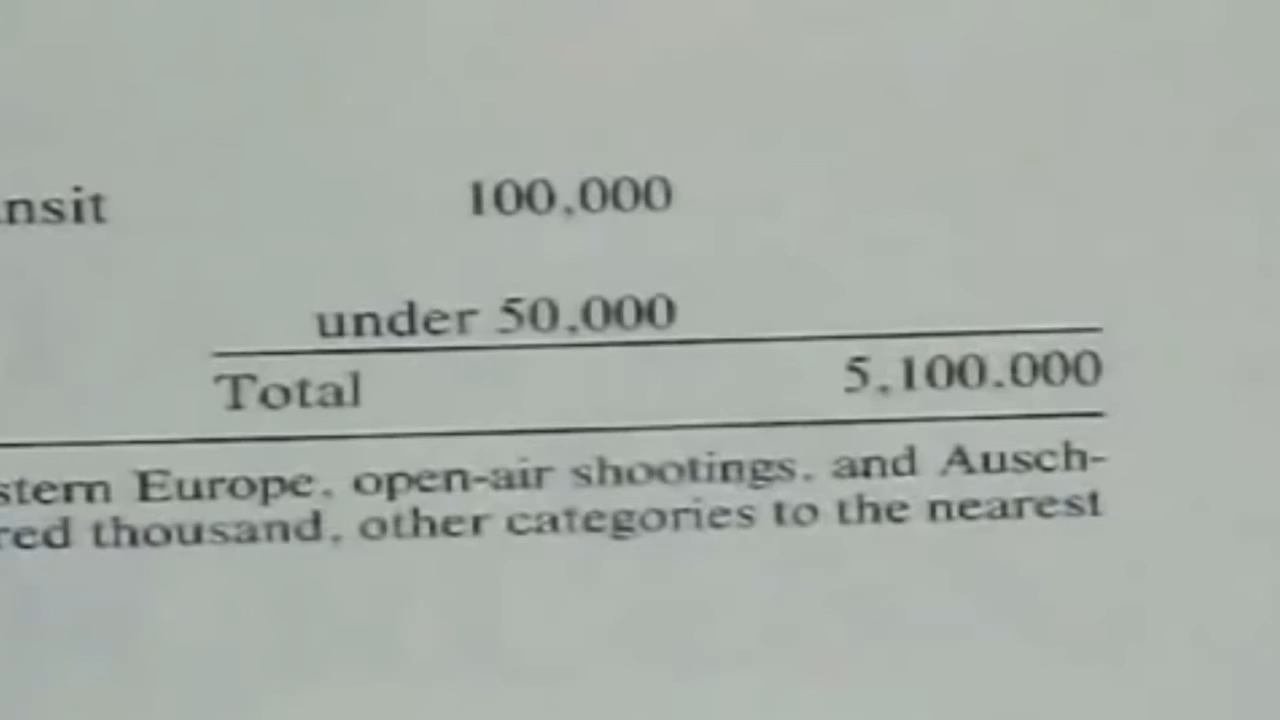 nsit 100,000
under 50,000
Total 5,100,000
stern Europe, open-air shootings, and Ausch-
red thousand, other categories to the nearest